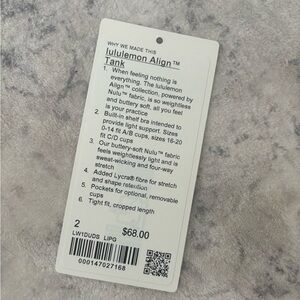 WHY WE MADE THIS
lululemon Align™
Tank
1. When feeling nothing is
everything. The lululemon
Align™ collection, powered by
Nulu™ fabric, is so weightless
and buttery soft, all you feel
is your practice
2. Built-in shelf bra intended to
provide light support. Sizes
0-14 fit A/B cups, sizes 16-20
fit C/D cups
3. Our buttery-soft Nulu™ fabric
feels weightlessly light and is
sweat-wicking and four-way
stretch
4. Added Lycra® fibre for stretch
and shape retention
5. Pockets for optional, removable
cups
6. Tight fit, cropped length
2
$68.00
LW1DUDS LIPG
000147027168